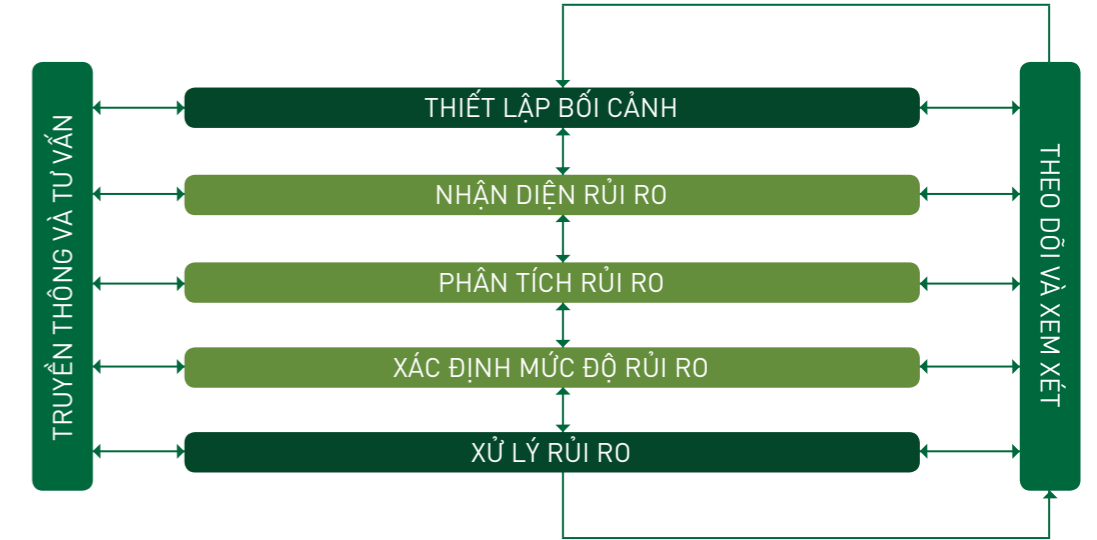 TRUYỀN THÔNG VÀ TƯ VẤN
THIẾT LẬP BỐI CẢNH
NHẬN DIỆN RỦI RO
PHÂN TÍCH RỦI RO
XÁC ĐỊNH MỨC ĐỘ RỦI RO
XỬ LÝ RỦI RO
THEO DÕI VÀ XEM XÉT